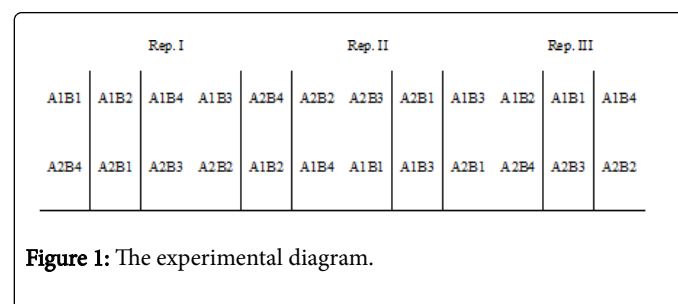 Rep. I Rep. II Rep. III
A1B1 A1B2 A1B4 A1B3 A2B4 A2B2 A2B3 A2B1 A1B3 A1B2 A1B1 A1B4
A2B4 A2B1 A2B3 A2B2 A1B2 A1B4 A1B1 A1B3 A2B1 A2B4 A2B3 A2B2
Figure 1: The experimental diagram.